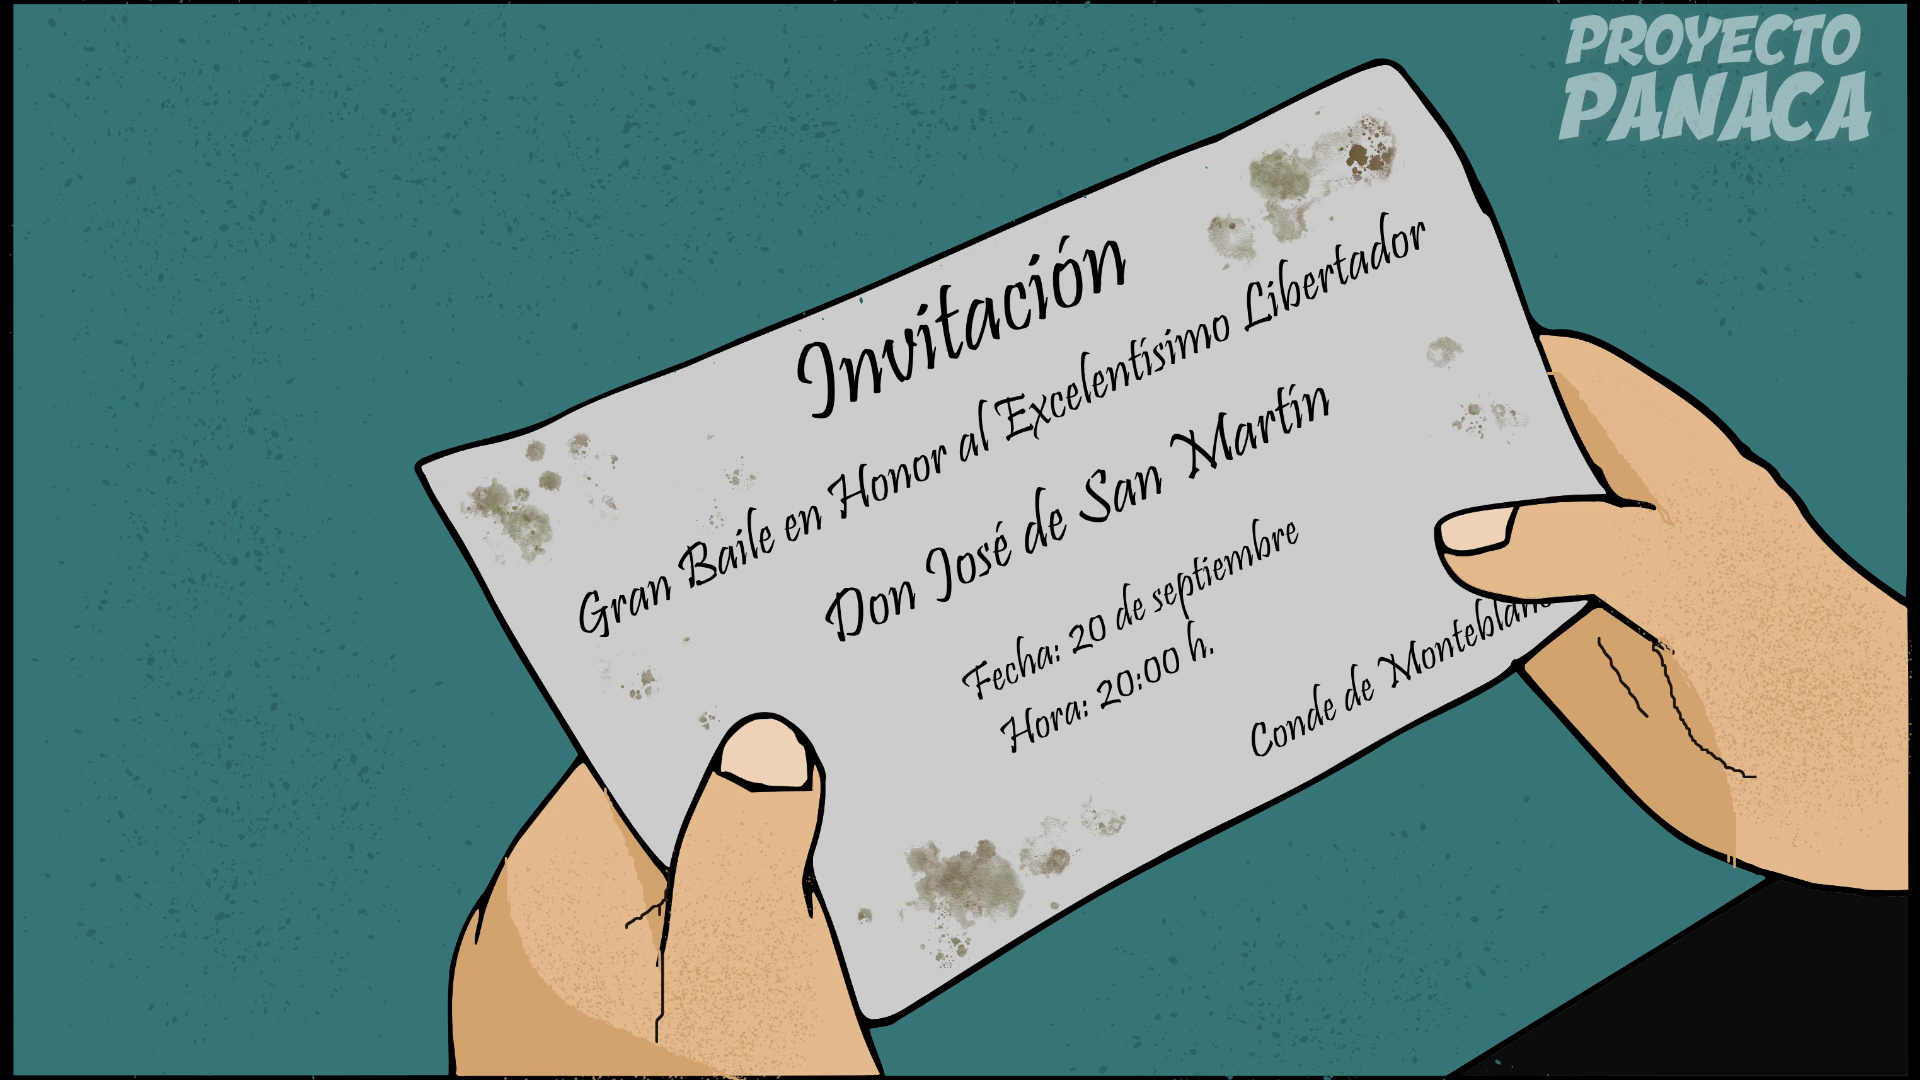 PROYECTO
PANACA
Invitación
Gran Baile en Honor al Excelentísimo Libertador
Don José de San Martín
Fecha: 20 de septiembre
Hora: 20:00 h.
Conde de